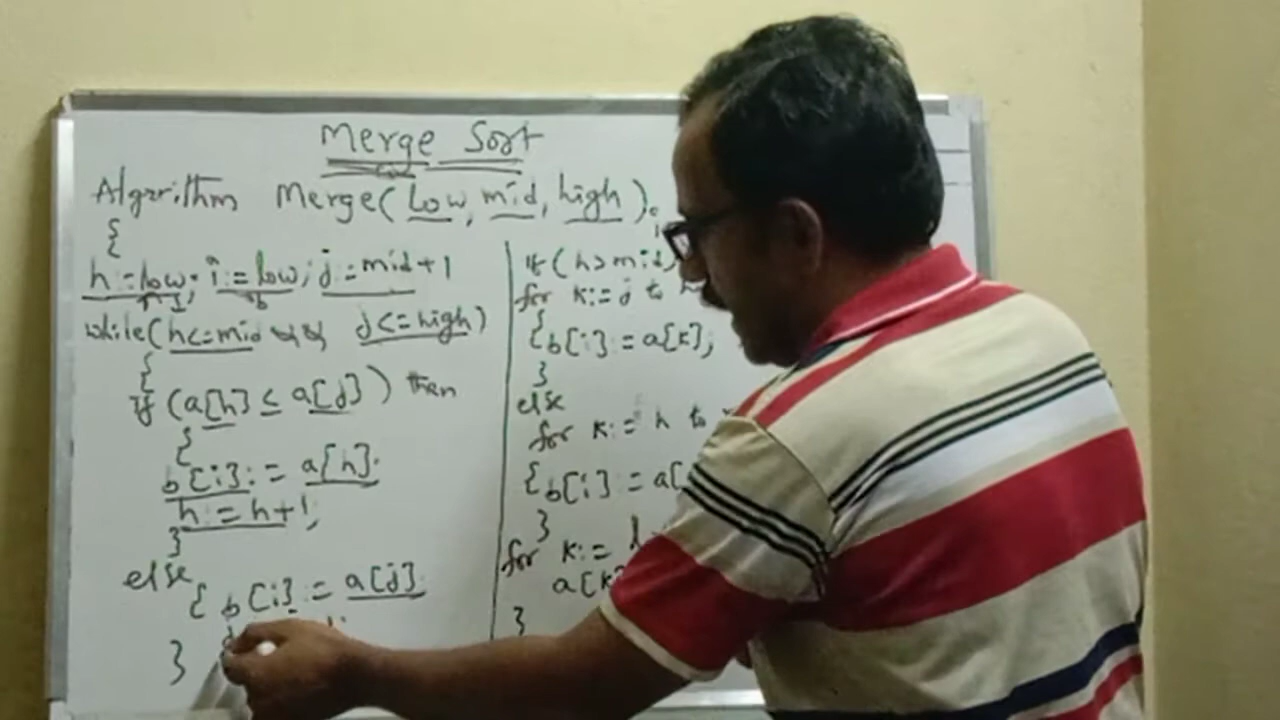 Merge Sort
Algorithm Merge(low, mid, high)
{
h:=low; i:=low; j:=mid+1
while(h<=mid && j<=high)
{
if (a[h] ≤ a[j]) then
{
b[i]:= a[h];
h:=h+1;
}
else
{ b[i]:= a[j];
}
if (h>mid)
for k:= j to
{b[i]:=a[k];
}
else
for k:= h to
{b[i]:= a[
}
for k:=
a[k
}